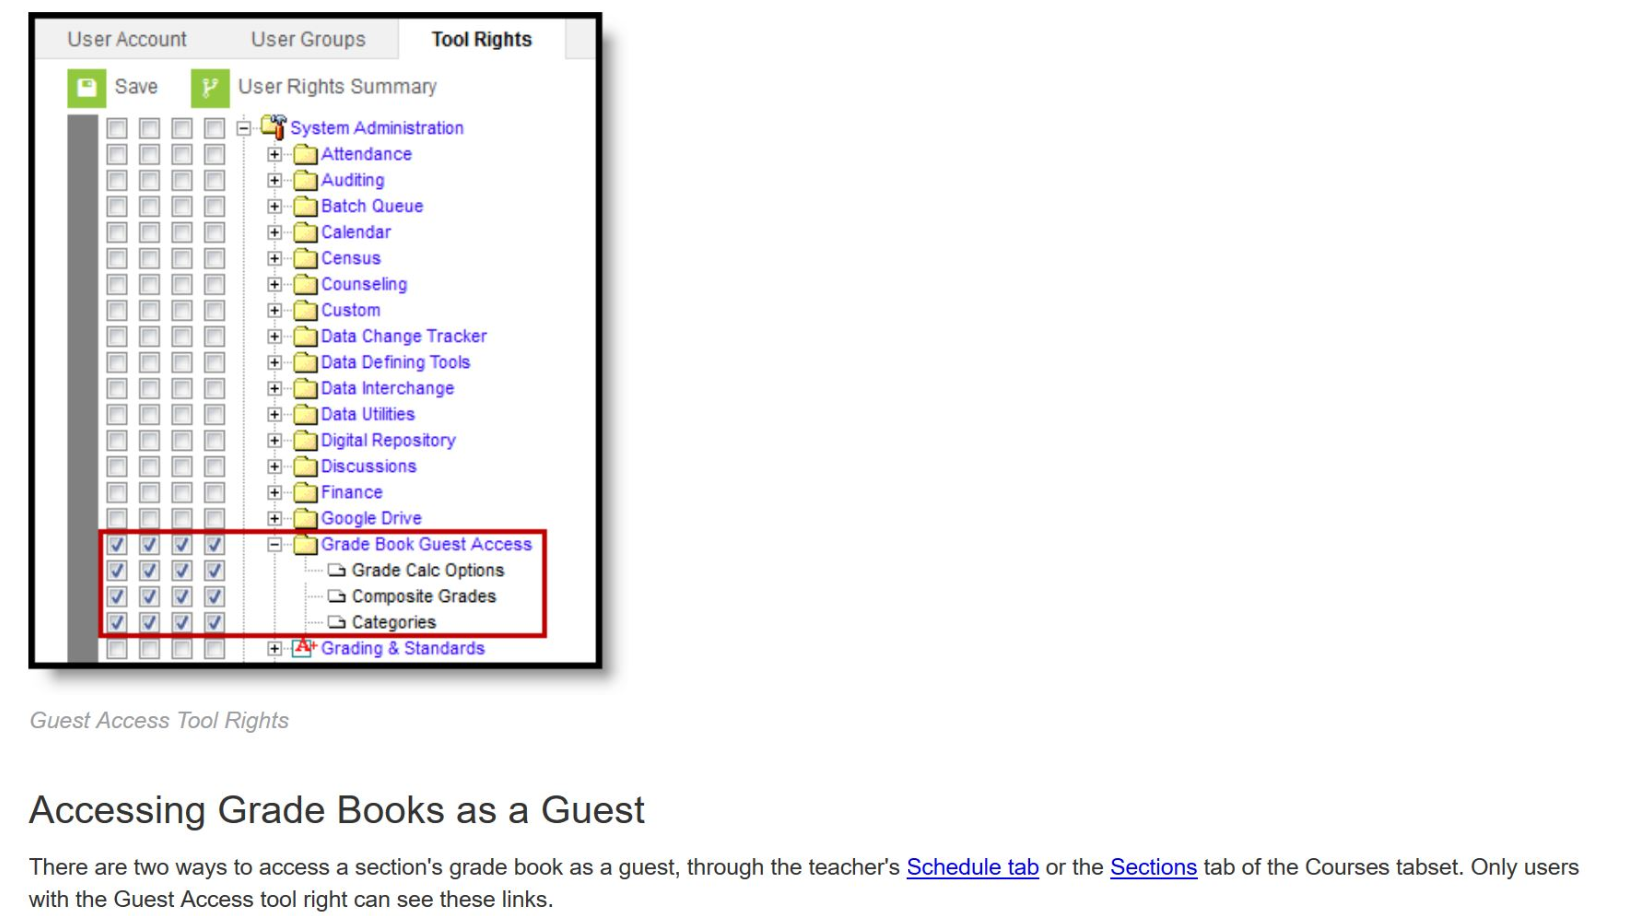 User Account User Groups Tool Rights
Save User Rights Summary
System Administration
Attendance
Auditing
Batch Queue
Calendar
Census
Counseling
Custom
Data Change Tracker
Data Defining Tools
Data Interchange
Data Utilities
Digital Repository
Discussions
Finance
Google Drive
Grade Book Guest Access
Grade Calc Options
Composite Grades
Categories
A+ Grading & Standards
Guest Access Tool Rights
Accessing Grade Books as a Guest
There are two ways to access a section's grade book as a guest, through the teacher's Schedule tab or the Sections tab of the Courses tabset. Only users
with the Guest Access tool right can see these links.